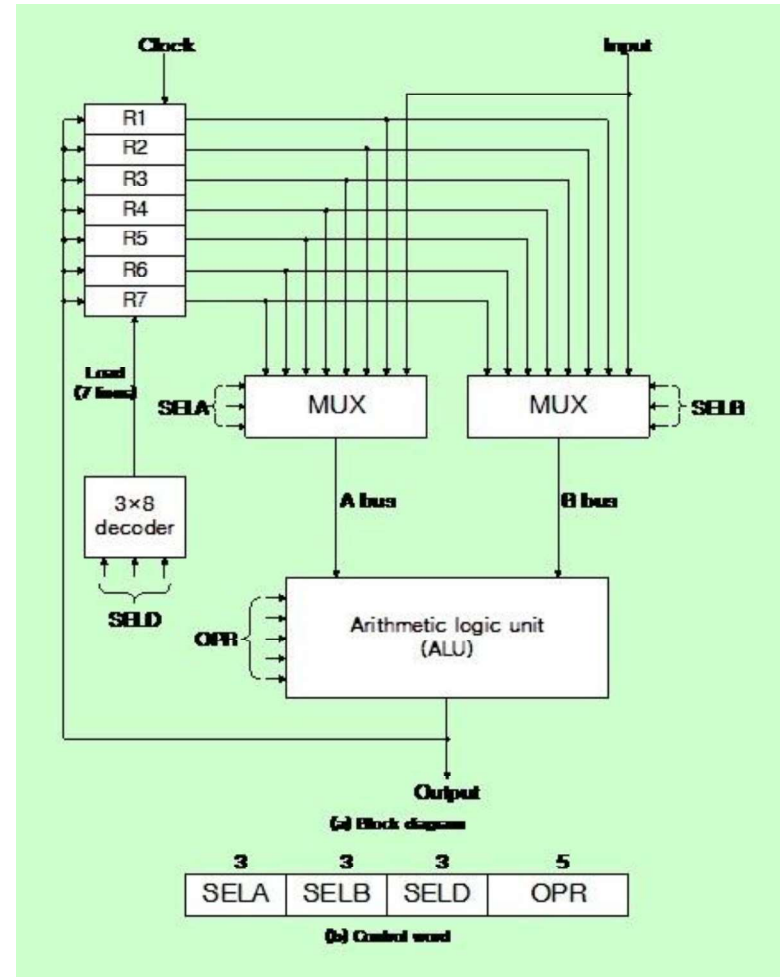 Clock
Input
R1
R2
R3
R4
R5
R6
R7
Load
(7 lines)
SELA
MUX
MUX
SELB
3×8
decoder
A bus
B bus
SELD
OPR
Arithmetic logic unit
(ALU)
Output
(a) Block diagram
3 3 3 5
SELA SELB SELD OPR
(b) Control word